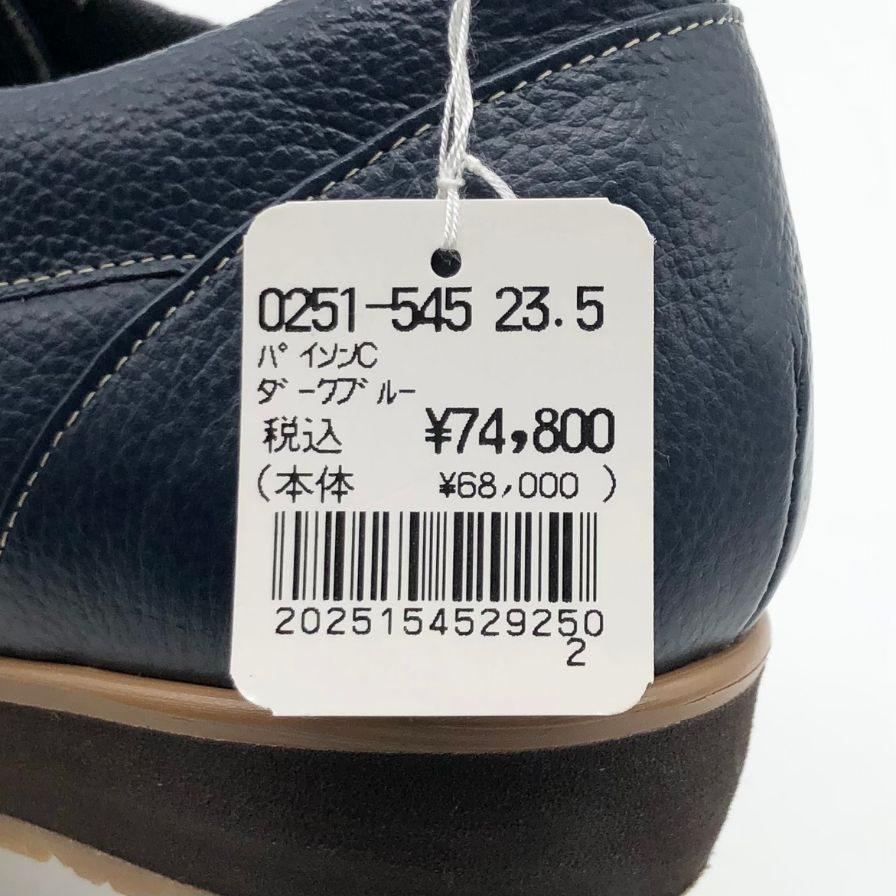 0251-545 23.5
パイソンC
ダークブルー
税込 ¥74,800
(本体 ¥68,000 )
2025154529250
2